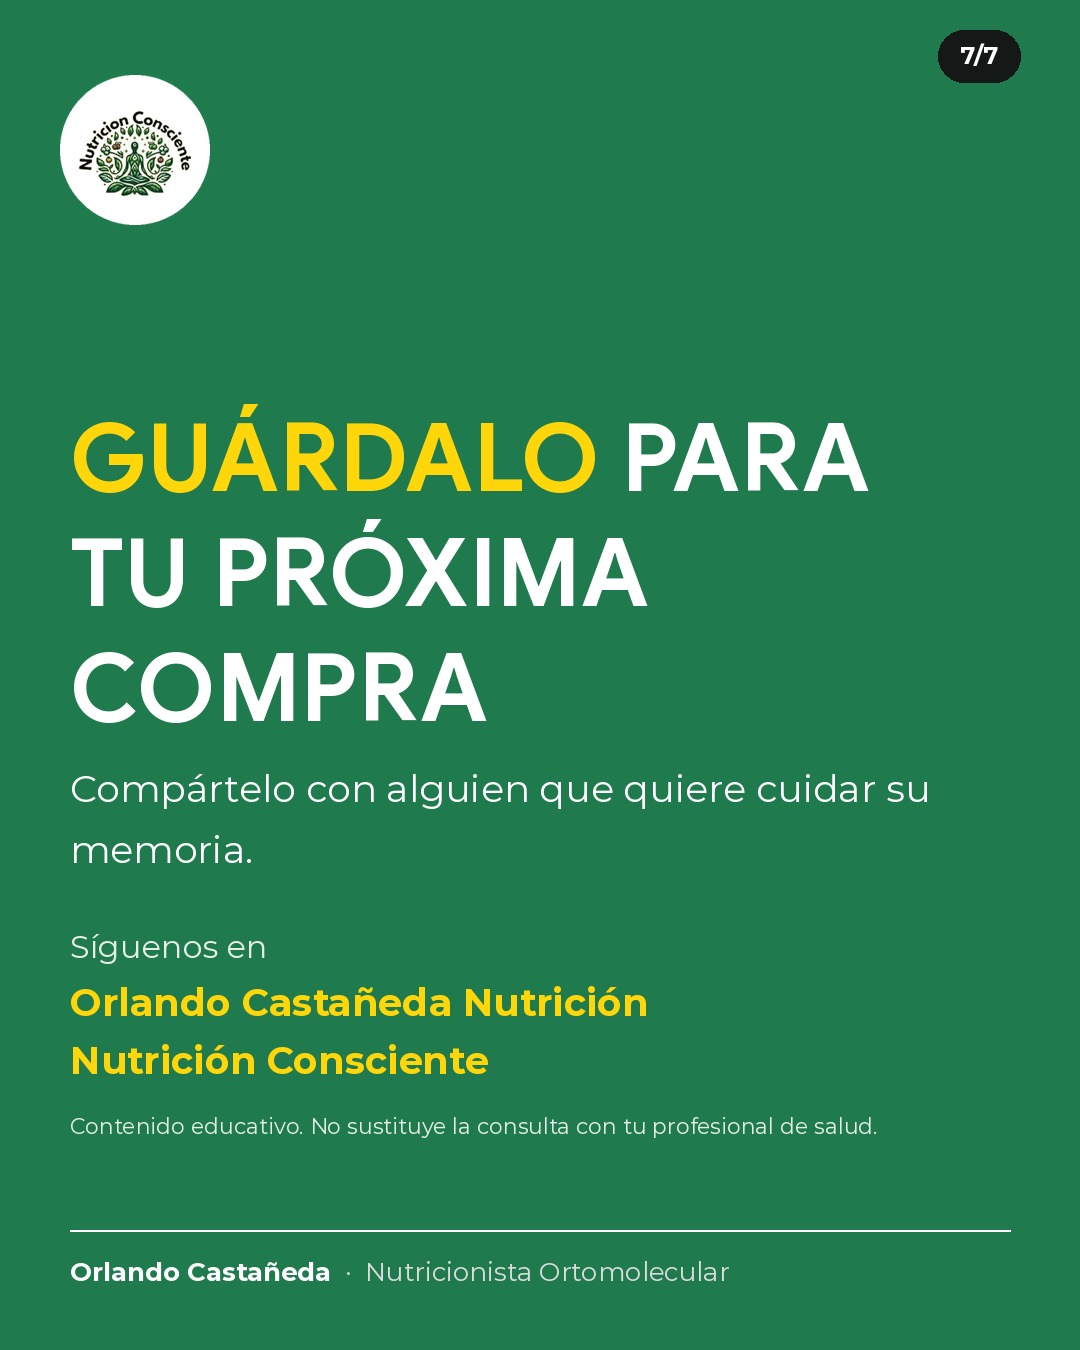 7/7
Nutricion Consciente
GUÁRDALO PARA
TU PRÓXIMA
COMPRA
Compártelo con alguien que quiere cuidar su
memoria.
Síguenos en
Orlando Castañeda Nutrición
Nutrición Consciente
Contenido educativo. No sustituye la consulta con tu profesional de salud.
Orlando Castañeda · Nutricionista Ortomolecular